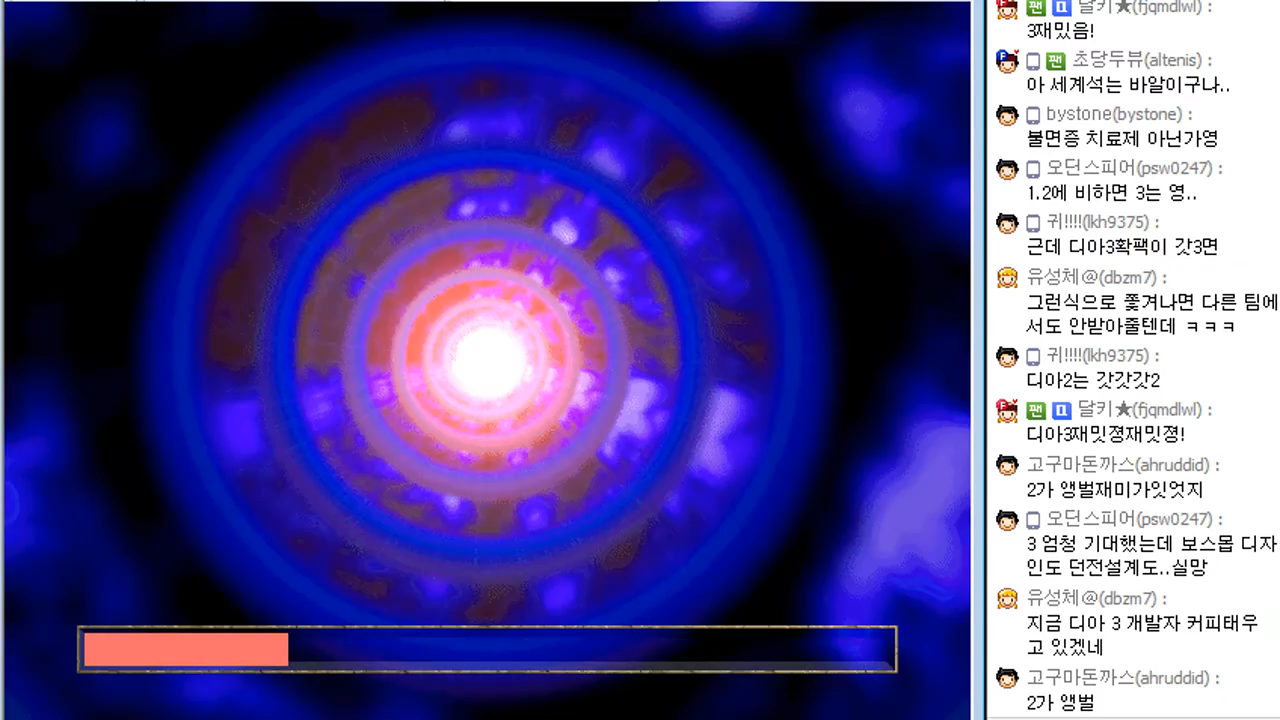 팬 달키★(fjqmdlwl) :
3재밌음!
팬 초당두뷰(altenis) :
아 세계석는 바알이구나..
bystone(bystone) :
불면증 치료제 아닌가영
오딘스피어(psw0247) :
1.2에 비하면 3는 영..
귀!!!!(lkh9375) :
근데 디아3확팩이 갓3면
유성체@(dbzm7) :
그런식으로 쫓겨나면 다른 팀에
서도 안받아줄텐데 ㅋㅋㅋ
귀!!!!(lkh9375) :
디아2는 갓갓갓2
팬 달키★(fjqmdlwl) :
디아3재밋졍재밋졍!
고구마돈까스(ahruddid) :
2가 앵벌재미가잇엇지
오딘스피어(psw0247) :
3 엄청 기대했는데 보스몹 디자
인도 던전설계도..실망
유성체@(dbzm7) :
지금 디아 3 개발자 커피태우
고 있겠네
고구마돈까스(ahruddid) :
2가 앵벌